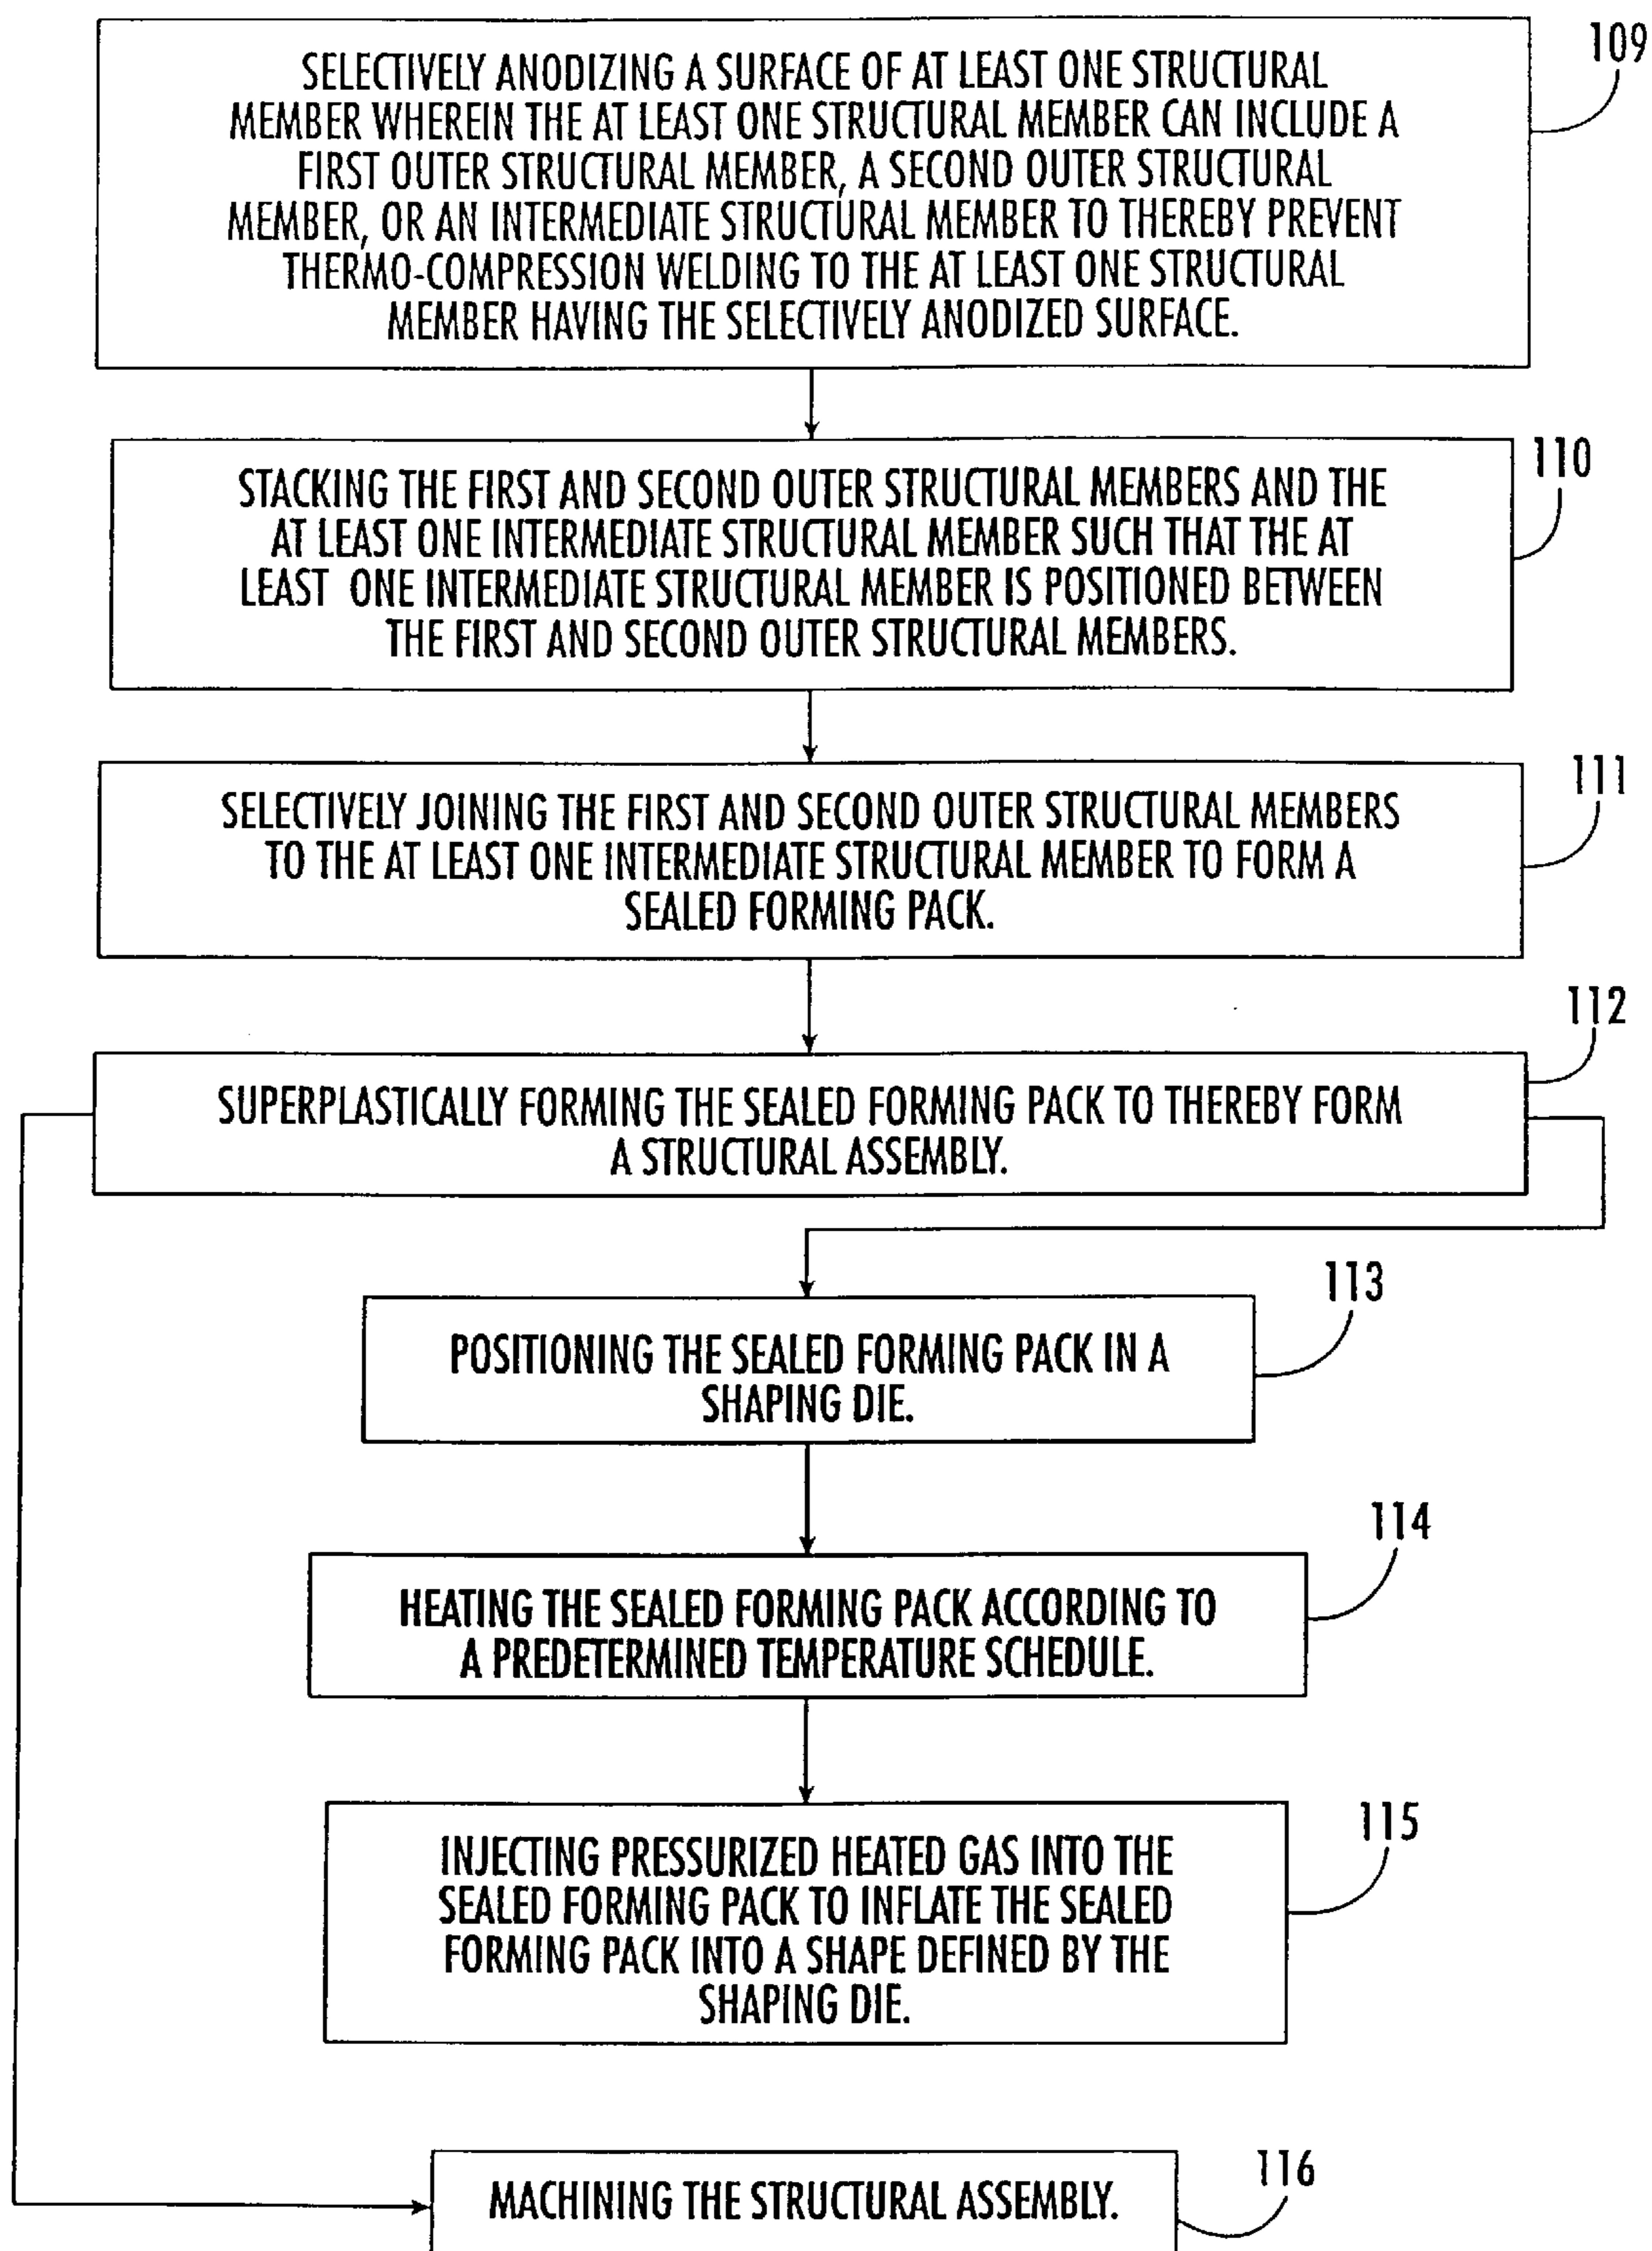 109
SELECTIVELY ANODIZING A SURFACE OF AT LEAST ONE STRUCTURAL
MEMBER WHEREIN THE AT LEAST ONE STRUCTURAL MEMBER CAN INCLUDE A
FIRST OUTER STRUCTURAL MEMBER, A SECOND OUTER STRUCTURAL
MEMBER, OR AN INTERMEDIATE STRUCTURAL MEMBER TO THEREBY PREVENT
THERMO-COMPRESSION WELDING TO THE AT LEAST ONE STRUCTURAL
MEMBER HAVING THE SELECTIVELY ANODIZED SURFACE.
110
STACKING THE FIRST AND SECOND OUTER STRUCTURAL MEMBERS AND THE
AT LEAST ONE INTERMEDIATE STRUCTURAL MEMBER SUCH THAT THE AT
LEAST ONE INTERMEDIATE STRUCTURAL MEMBER IS POSITIONED BETWEEN
THE FIRST AND SECOND OUTER STRUCTURAL MEMBERS.
111
SELECTIVELY JOINING THE FIRST AND SECOND OUTER STRUCTURAL MEMBERS
TO THE AT LEAST ONE INTERMEDIATE STRUCTURAL MEMBER TO FORM A
SEALED FORMING PACK.
112
SUPERPLASTICALLY FORMING THE SEALED FORMING PACK TO THEREBY FORM
A STRUCTURAL ASSEMBLY.
113
POSITIONING THE SEALED FORMING PACK IN A
SHAPING DIE.
114
HEATING THE SEALED FORMING PACK ACCORDING TO
A PREDETERMINED TEMPERATURE SCHEDULE.
115
INJECTING PRESSURIZED HEATED GAS INTO THE
SEALED FORMING PACK TO INFLATE THE SEALED
FORMING PACK INTO A SHAPE DEFINED BY THE
SHAPING DIE.
116
MACHINING THE STRUCTURAL ASSEMBLY.